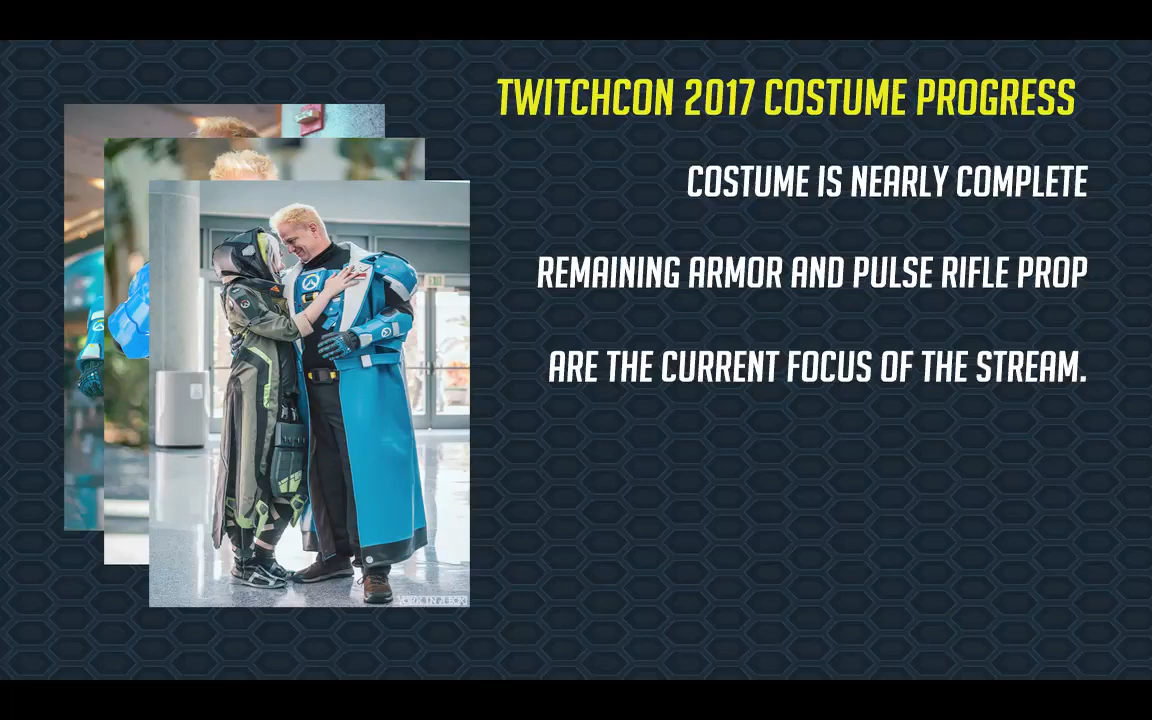 TWITCHCON 2017 COSTUME PROGRESS
COSTUME IS NEARLY COMPLETE
REMAINING ARMOR AND PULSE RIFLE PROP
ARE THE CURRENT FOCUS OF THE STREAM.